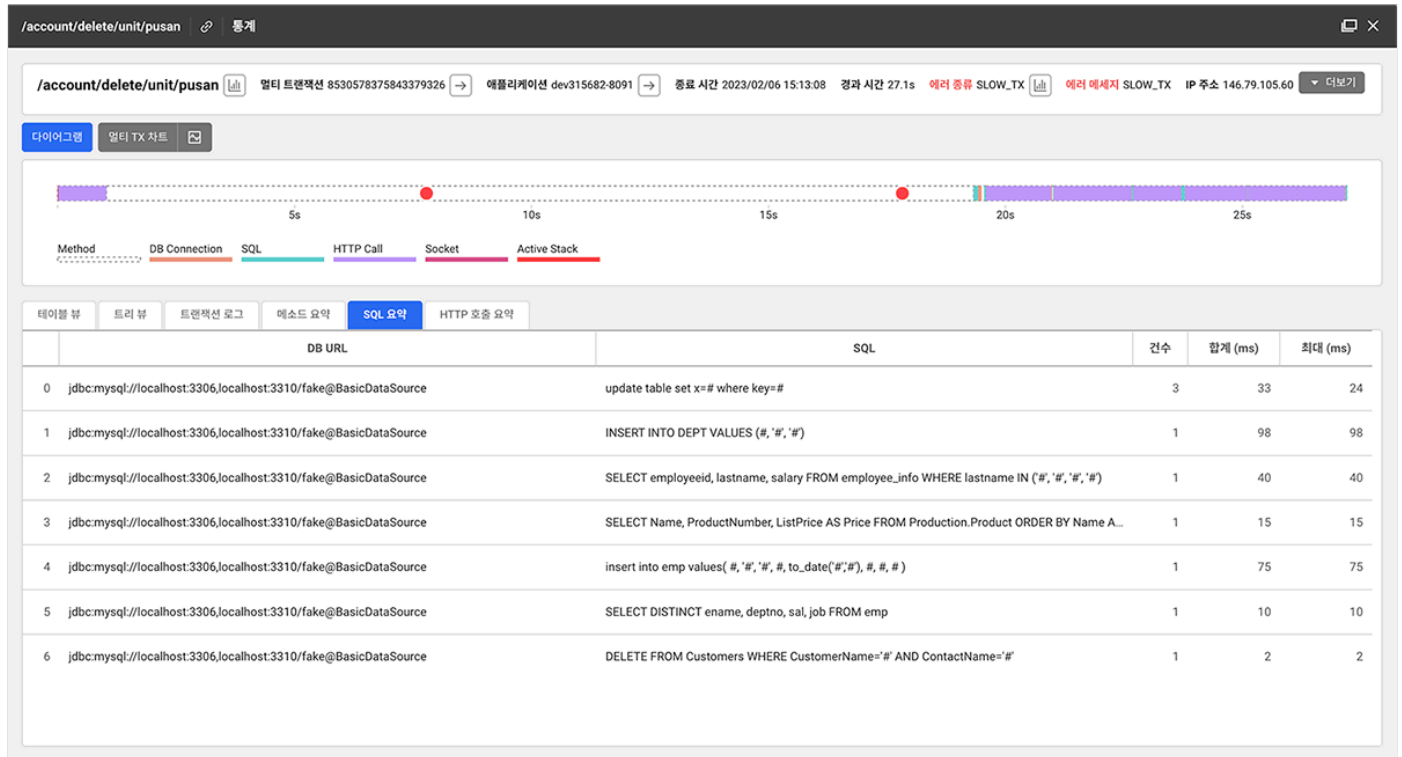 /account/delete/unit/pusan 통계
/account/delete/unit/pusan 멀티 트랜잭션 8530578375843379326 애플리케이션 dev315682-8091 종료 시간 2023/02/06 15:13:08 경과 시간 27.1s 에러 종류 SLOW_TX 에러 메세지 SLOW_TX IP 주소 146.79.105.60 더보기
다이어그램 멀티 TX 차트
5s 10s 15s 20s 25s
Method DB Connection SQL HTTP Call Socket Active Stack
테이블 뷰 트리 뷰 트랜잭션 로그 메소드 요약 SQL 요약 HTTP 호출 요약
DB URL SQL 건수 합계 (ms) 최대 (ms)
0 jdbc:mysql://localhost:3306,localhost:3310/fake@BasicDataSource update table set x=# where key=# 3 33 24
1 jdbc:mysql://localhost:3306,localhost:3310/fake@BasicDataSource INSERT INTO DEPT VALUES (#, '#', '#') 1 98 98
2 jdbc:mysql://localhost:3306,localhost:3310/fake@BasicDataSource SELECT employeeid, lastname, salary FROM employee_info WHERE lastname IN ('#', '#', '#', '#') 1 40 40
3 jdbc:mysql://localhost:3306,localhost:3310/fake@BasicDataSource SELECT Name, ProductNumber, ListPrice AS Price FROM Production.Product ORDER BY Name A... 1 15 15
4 jdbc:mysql://localhost:3306,localhost:3310/fake@BasicDataSource insert into emp values( #, '#', '#', #, to_date('#','#'), #, #, # ) 1 75 75
5 jdbc:mysql://localhost:3306,localhost:3310/fake@BasicDataSource SELECT DISTINCT ename, deptno, sal, job FROM emp 1 10 10
6 jdbc:mysql://localhost:3306,localhost:3310/fake@BasicDataSource DELETE FROM Customers WHERE CustomerName='#' AND ContactName='#' 1 2 2